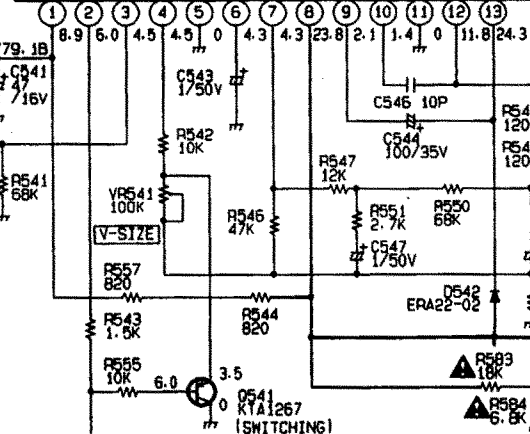 1 2 3 4 5 6 7 8 9 10 11 12 13
8.9 6.0 4.5 4.5 0 4.3 4.3 23.8 2.1 1.4 0 11.8 24.3
79.1B
C541
47
/16V
C543
1/50V
C546 10P
C544
100/35V
R542
10K
R541
68K
VR541
100K
V-SIZE
R546
47K
R547
12K
R551
2.7K
R550
68K
C547
1/50V
R557
820
R544
820
D542
ERA22-02
R543
1.5K
R555
10K
6.0
3.5
0
Q541
KTA1267
(SWITCHING)
R583
18K
R584
6.8K
R54
120
R54
120